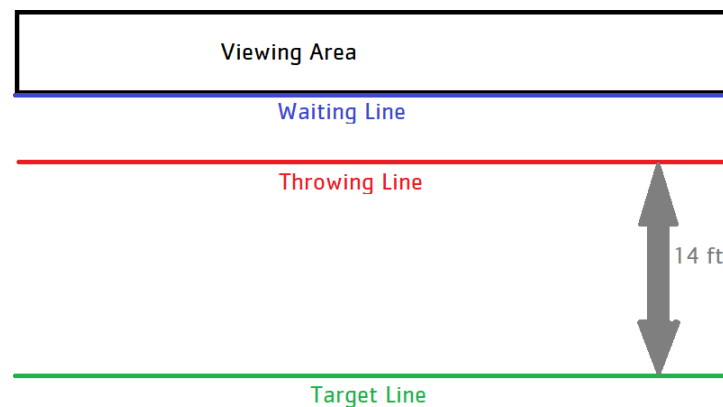 Viewing Area
Waiting Line
Throwing Line
14 ft
Target Line